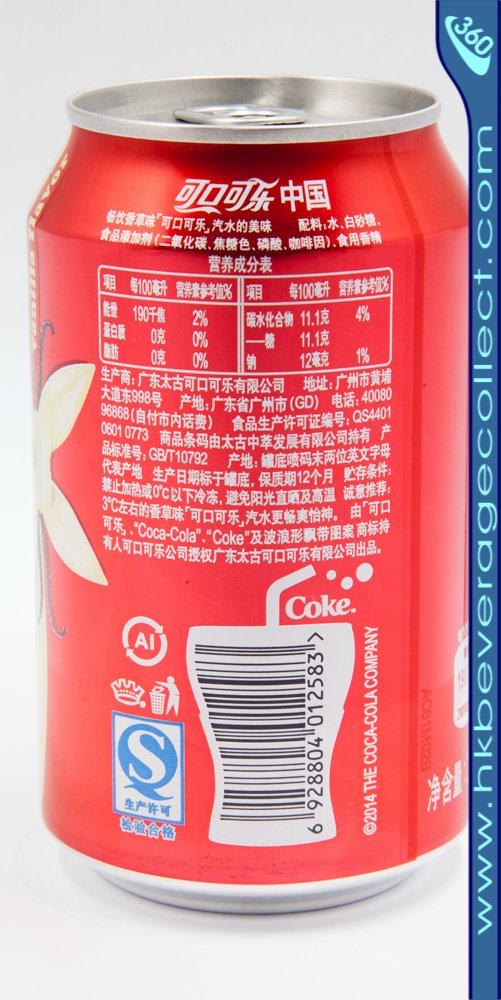 360
www.hkbeveragecollect.com
vanilla flavor
可口可乐 中国
畅饮香草味「可口可乐」汽水的美味 配料:水、白砂糖、
食品添加剂(二氧化碳、焦糖色、磷酸、咖啡因)、食用香精
营养成分表
项目 每100毫升 营养素参考值% 项目 每100毫升 营养素参考值%
能量 190千焦 2% 碳水化合物 11.1克 4%
蛋白质 0克 0% —糖 11.1克
脂肪 0克 0% 钠 12毫克 1%
生产商:广东太古可口可乐有限公司 地址:广州市黄埔
大道东998号 产地:广东省广州市(GD) 电话:40080
96868(自付市内话费) 食品生产许可证编号:QS4401
0601 0773 商品条码由太古中萃发展有限公司持有 产
品标准号:GB/T10792 产地:罐底喷码末两位英文字母
代表产地 生产日期标于罐底,保质期12个月 贮存条件:
禁止加热或0℃以下冷冻,避免阳光直晒及高温 诚意推荐:
3℃左右的香草味「可口可乐」汽水更畅爽怡神。 由「可口
可乐」、“Coca-Cola”、“Coke”及波浪形飘带图案 商标持
有人可口可乐公司授权广东太古可口可乐有限公司出品。
Coke.
Al
6 928804 012583 >
©2014 THE COCA-COLA COMPANY
S
生产许可
检验合格
AC61M/02B
净含量